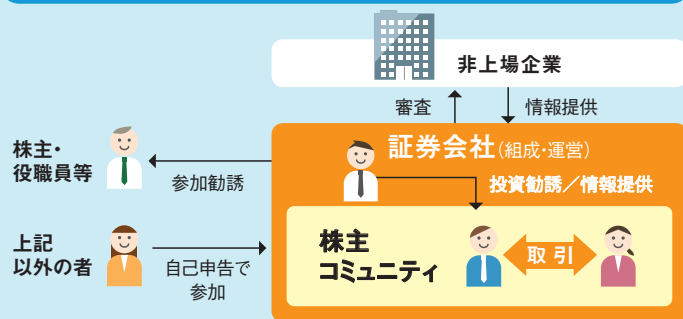 非上場企業
審査
情報提供
証券会社(組成・運営)
株主・
役職員等
参加勧誘
投資勧誘／情報提供
上記
以外の者
自己申告で
参加
株主
コミュニティ
取引